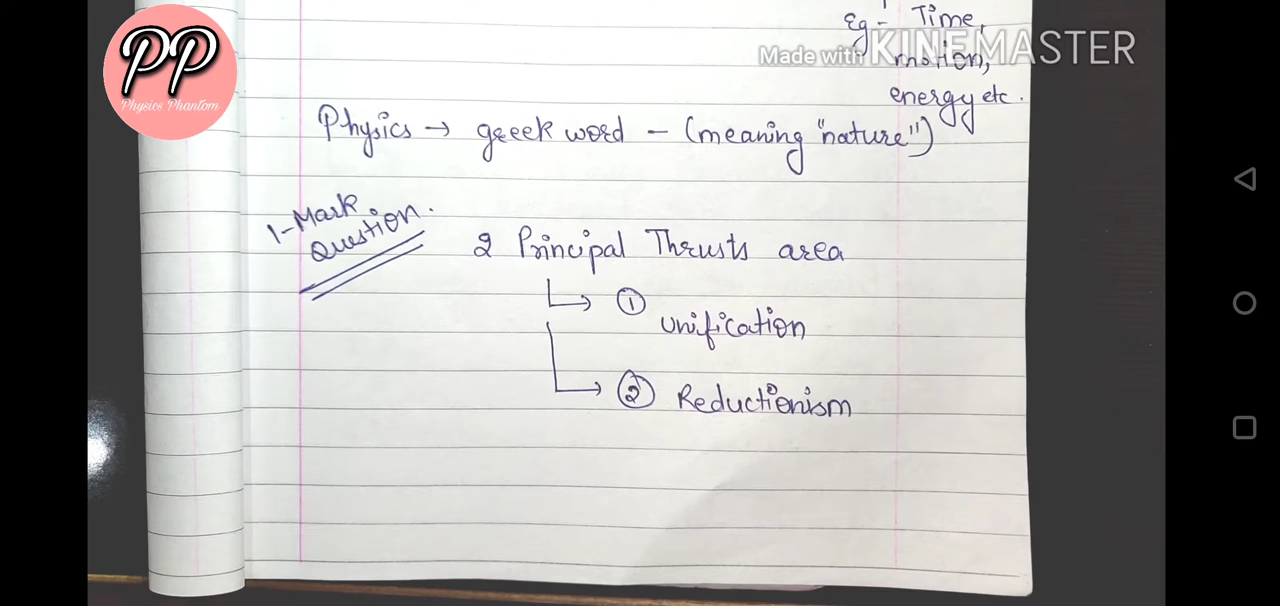 PP
Physics Phantom
Eg- Time,
Made with KINEMASTER
motion,
energy etc.
Physics → greek word - (meaning "nature")
1-Mark
Question.
2 Principal Thrusts area
① Unification
② Reductionism